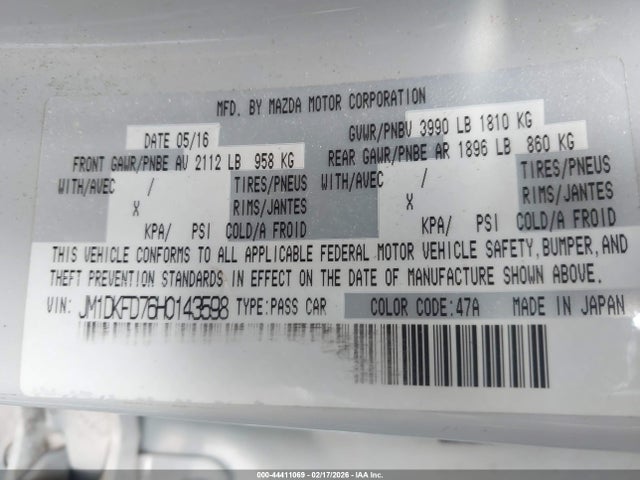 MFD. BY MAZDA MOTOR CORPORATION
DATE 05/16 GVWR/PNBV 3990 LB 1810 KG
FRONT GAWR/PNBE AV 2112 LB 958 KG REAR GAWR/PNBE AR 1896 LB 860 KG
WITH/AVEC / TIRES/PNEUS WITH/AVEC / TIRES/PNEUS
X RIMS/JANTES X RIMS/JANTES
KPA/ PSI COLD/A FROID KPA/ PSI COLD/A FROID
THIS VEHICLE CONFORMS TO ALL APPLICABLE FEDERAL MOTOR VEHICLE SAFETY, BUMPER, AND
THEFT PREVENTION STANDARDS IN EFFECT ON THE DATE OF MANUFACTURE SHOWN ABOVE.
VIN: JM1DKFD76H0143598 TYPE:PASS CAR COLOR CODE:47A MADE IN JAPAN
000-44411069 - 02/17/2026 - IAA Inc.